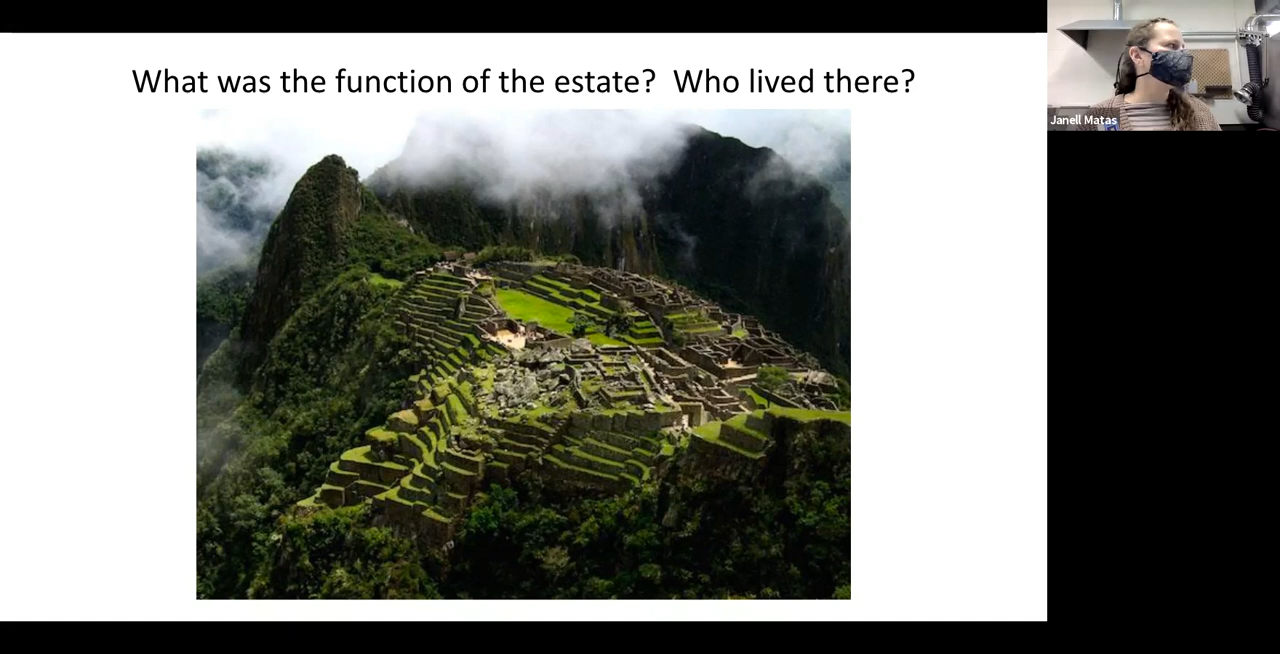 What was the function of the estate?  Who lived there?
Janell Matas